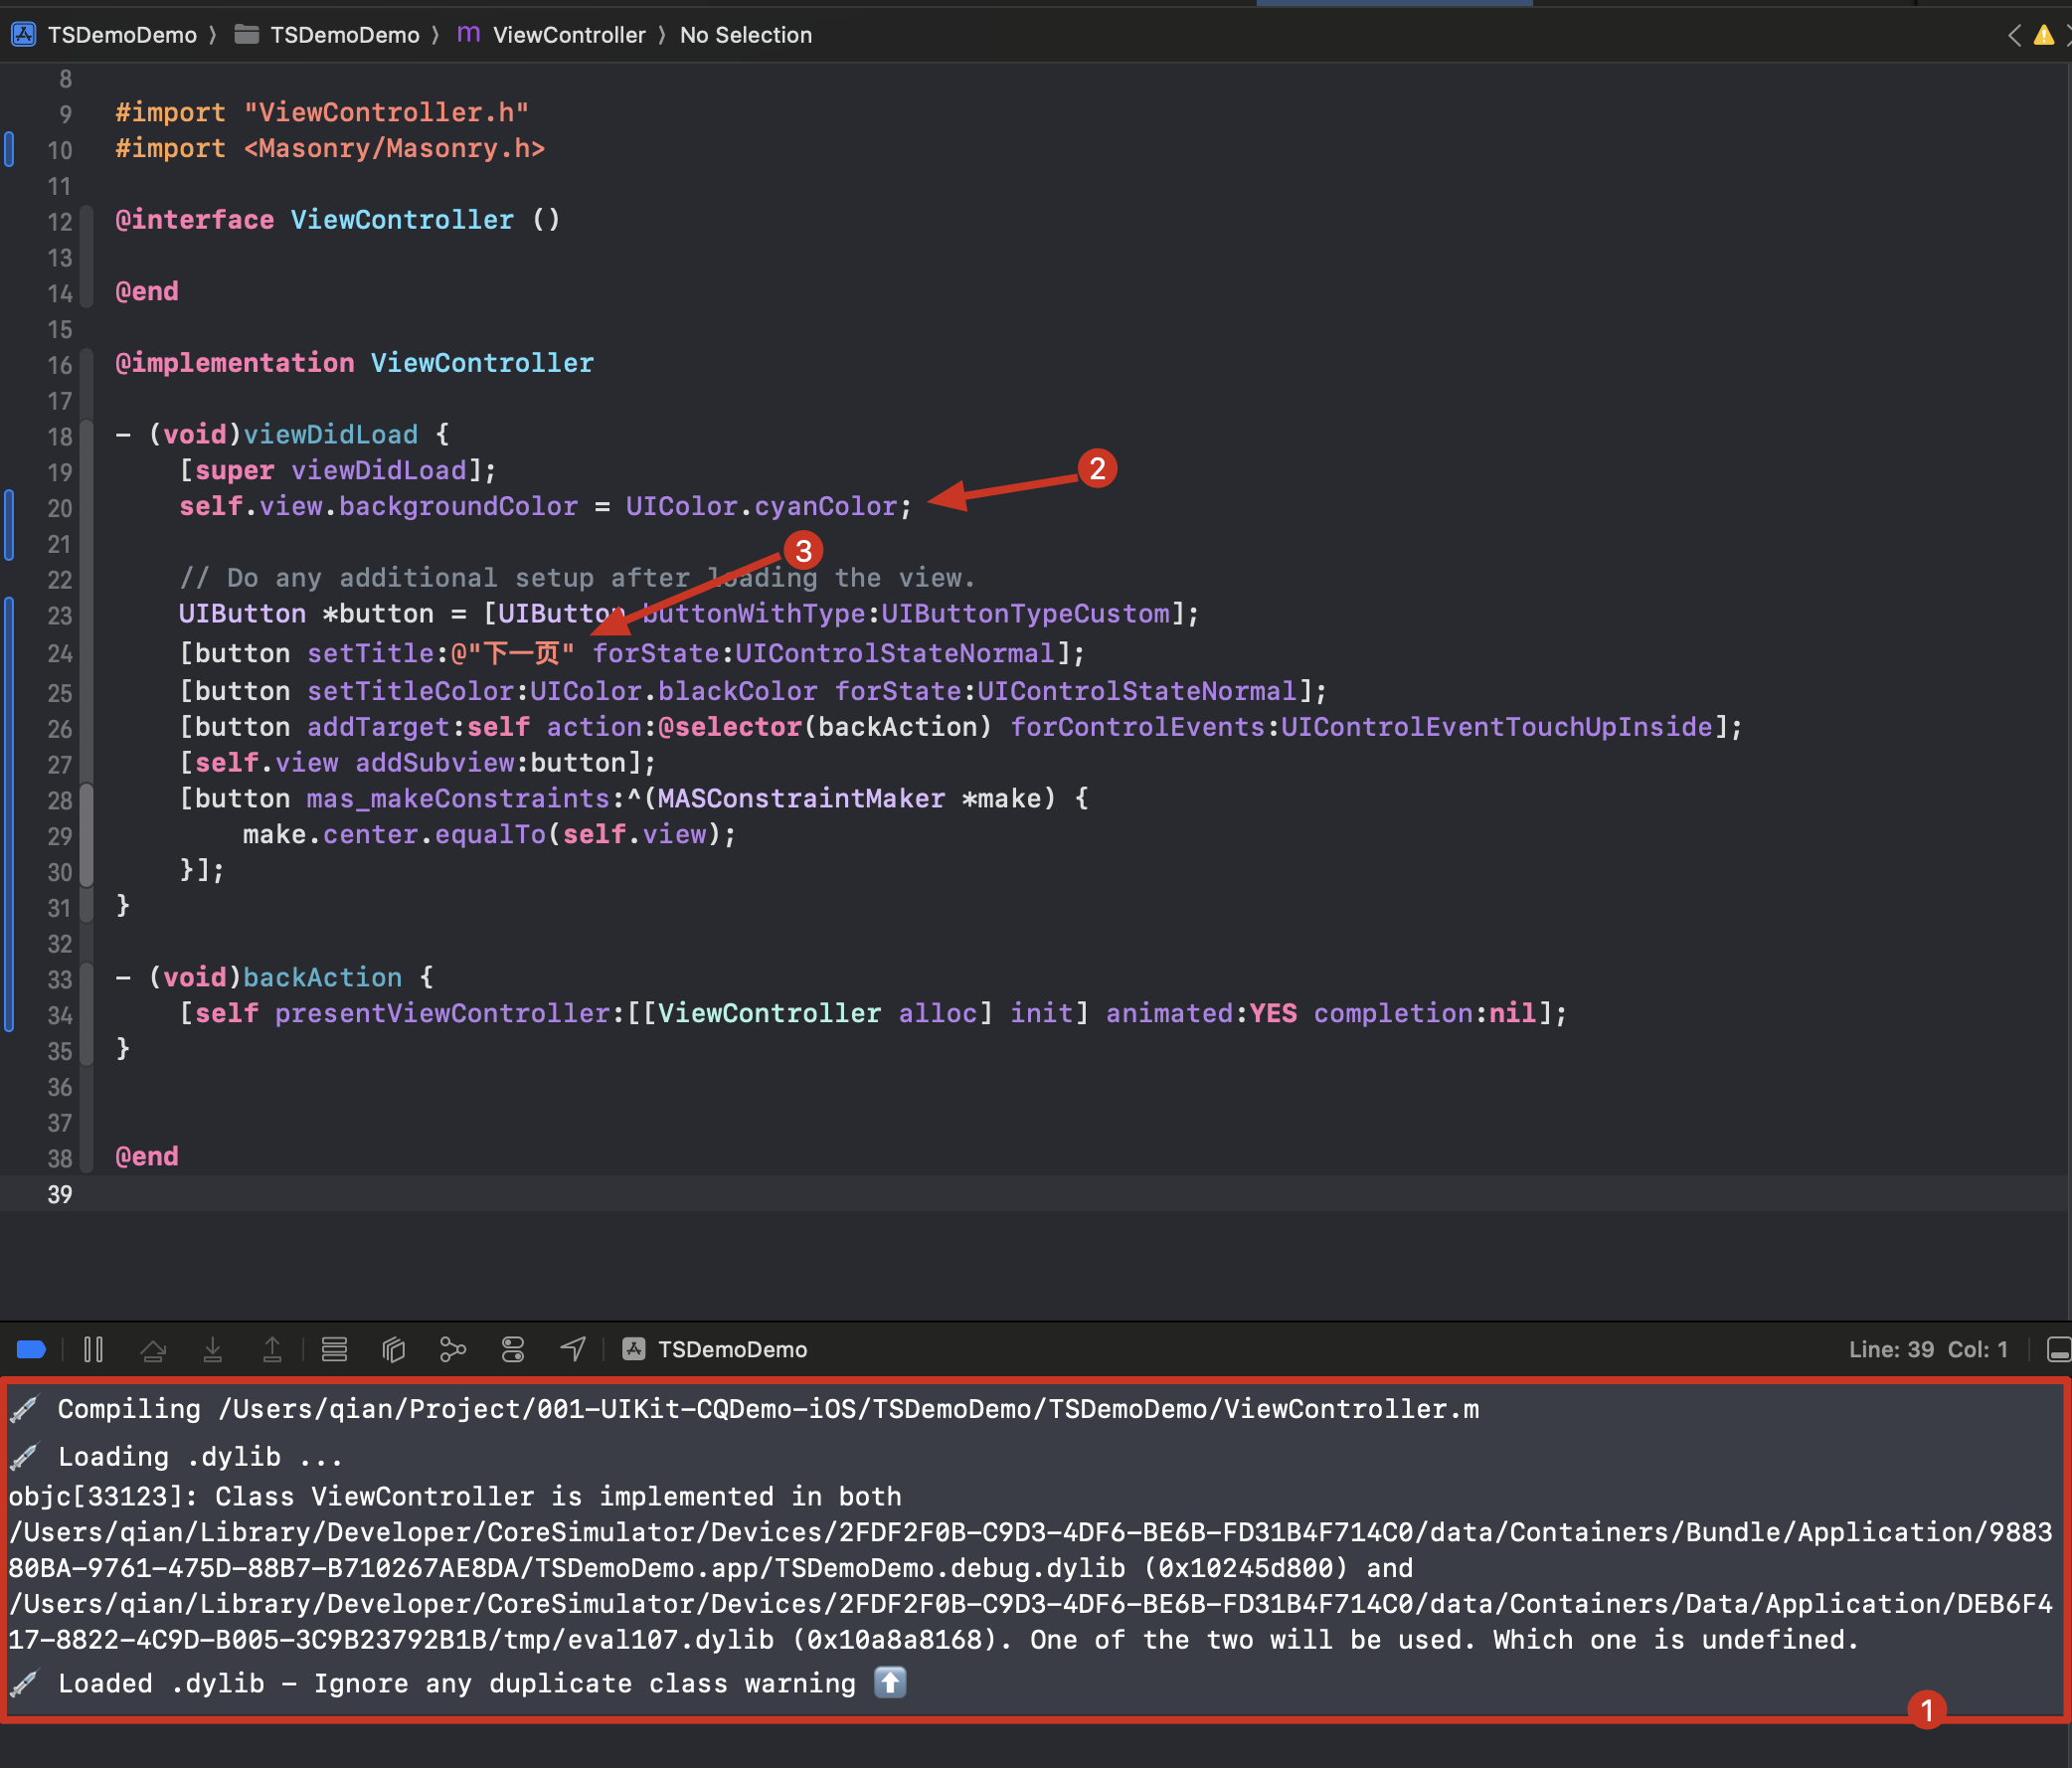 TSDemoDemo 〉 TSDemoDemo 〉 m ViewController 〉 No Selection
8
9 #import "ViewController.h"
10 #import <Masonry/Masonry.h>
11
12 @interface ViewController ()
13
14 @end
15
16 @implementation ViewController
17
18 - (void)viewDidLoad {
19 [super viewDidLoad];
2
20 self.view.backgroundColor = UIColor.cyanColor;
21
3
22 // Do any additional setup after loading the view.
23 UIButton *button = [UIButton buttonWithType:UIButtonTypeCustom];
24 [button setTitle:@"下一页" forState:UIControlStateNormal];
25 [button setTitleColor:UIColor.blackColor forState:UIControlStateNormal];
26 [button addTarget:self action:@selector(backAction) forControlEvents:UIControlEventTouchUpInside];
27 [self.view addSubview:button];
28 [button mas_makeConstraints:^(MASConstraintMaker *make) {
29 make.center.equalTo(self.view);
30 }];
31 }
32
33 - (void)backAction {
34 [self presentViewController:[[ViewController alloc] init] animated:YES completion:nil];
35 }
36
37
38 @end
39
TSDemoDemo Line: 39 Col: 1
Compiling /Users/qian/Project/001-UIKit-CQDemo-iOS/TSDemoDemo/TSDemoDemo/ViewController.m
Loading .dylib ...
objc[33123]: Class ViewController is implemented in both
/Users/qian/Library/Developer/CoreSimulator/Devices/2FDF2F0B-C9D3-4DF6-BE6B-FD31B4F714C0/data/Containers/Bundle/Application/9883
80BA-9761-475D-88B7-B710267AE8DA/TSDemoDemo.app/TSDemoDemo.debug.dylib (0x10245d800) and
/Users/qian/Library/Developer/CoreSimulator/Devices/2FDF2F0B-C9D3-4DF6-BE6B-FD31B4F714C0/data/Containers/Data/Application/DEB6F4
17-8822-4C9D-B005-3C9B23792B1B/tmp/eval107.dylib (0x10a8a8168). One of the two will be used. Which one is undefined.
Loaded .dylib - Ignore any duplicate class warning ⬆️
1